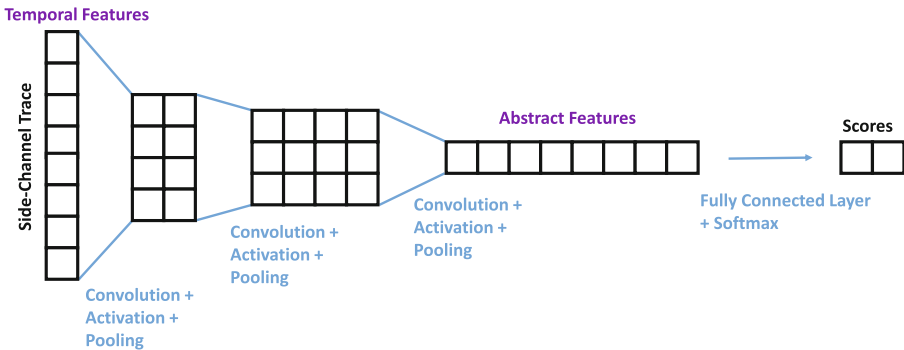 Temporal Features
Side-Channel Trace
Convolution +
Activation +
Pooling
Convolution +
Activation +
Pooling
Abstract Features
Convolution +
Activation +
Pooling
Fully Connected Layer
+ Softmax
Scores